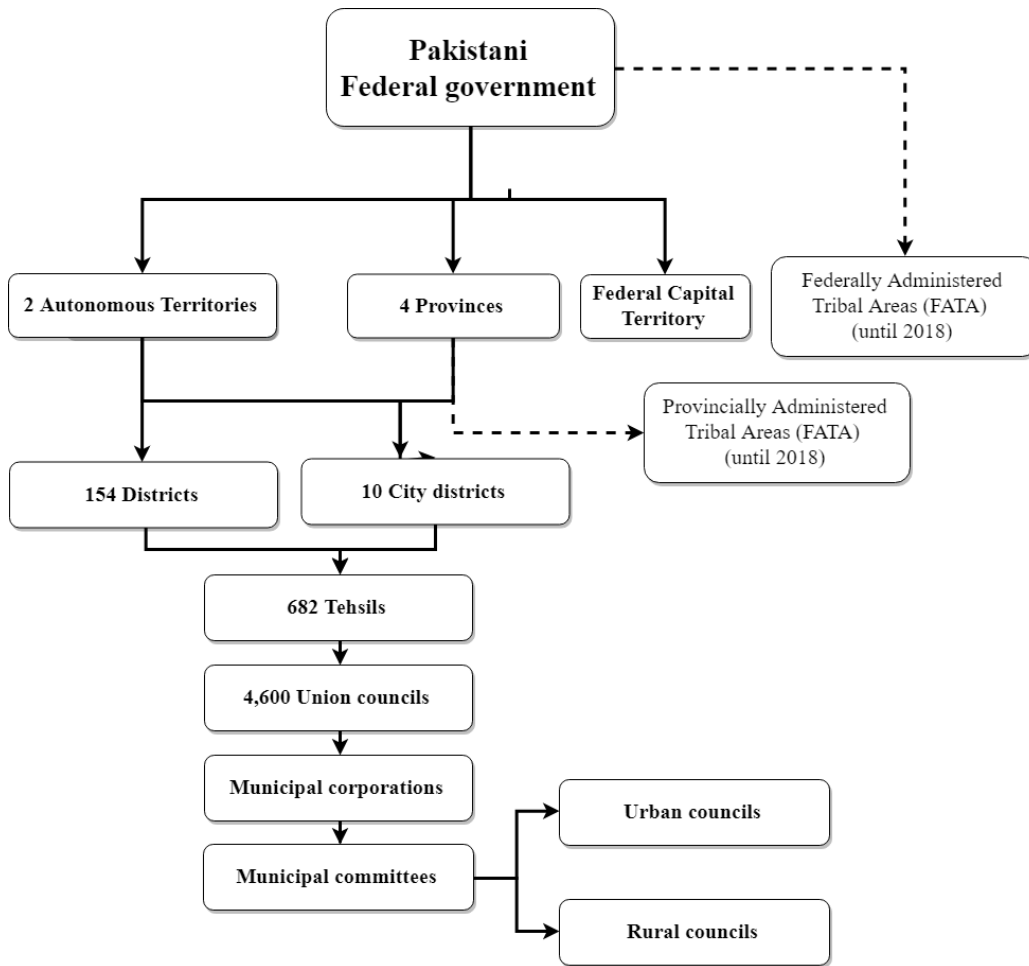 Pakistani
Federal government
2 Autonomous Territories
4 Provinces
Federal Capital
Territory
Federally Administered
Tribal Areas (FATA)
(until 2018)
Provincially Administered
Tribal Areas (FATA)
(until 2018)
154 Districts
10 City districts
682 Tehsils
4,600 Union councils
Municipal corporations
Municipal committees
Urban councils
Rural councils